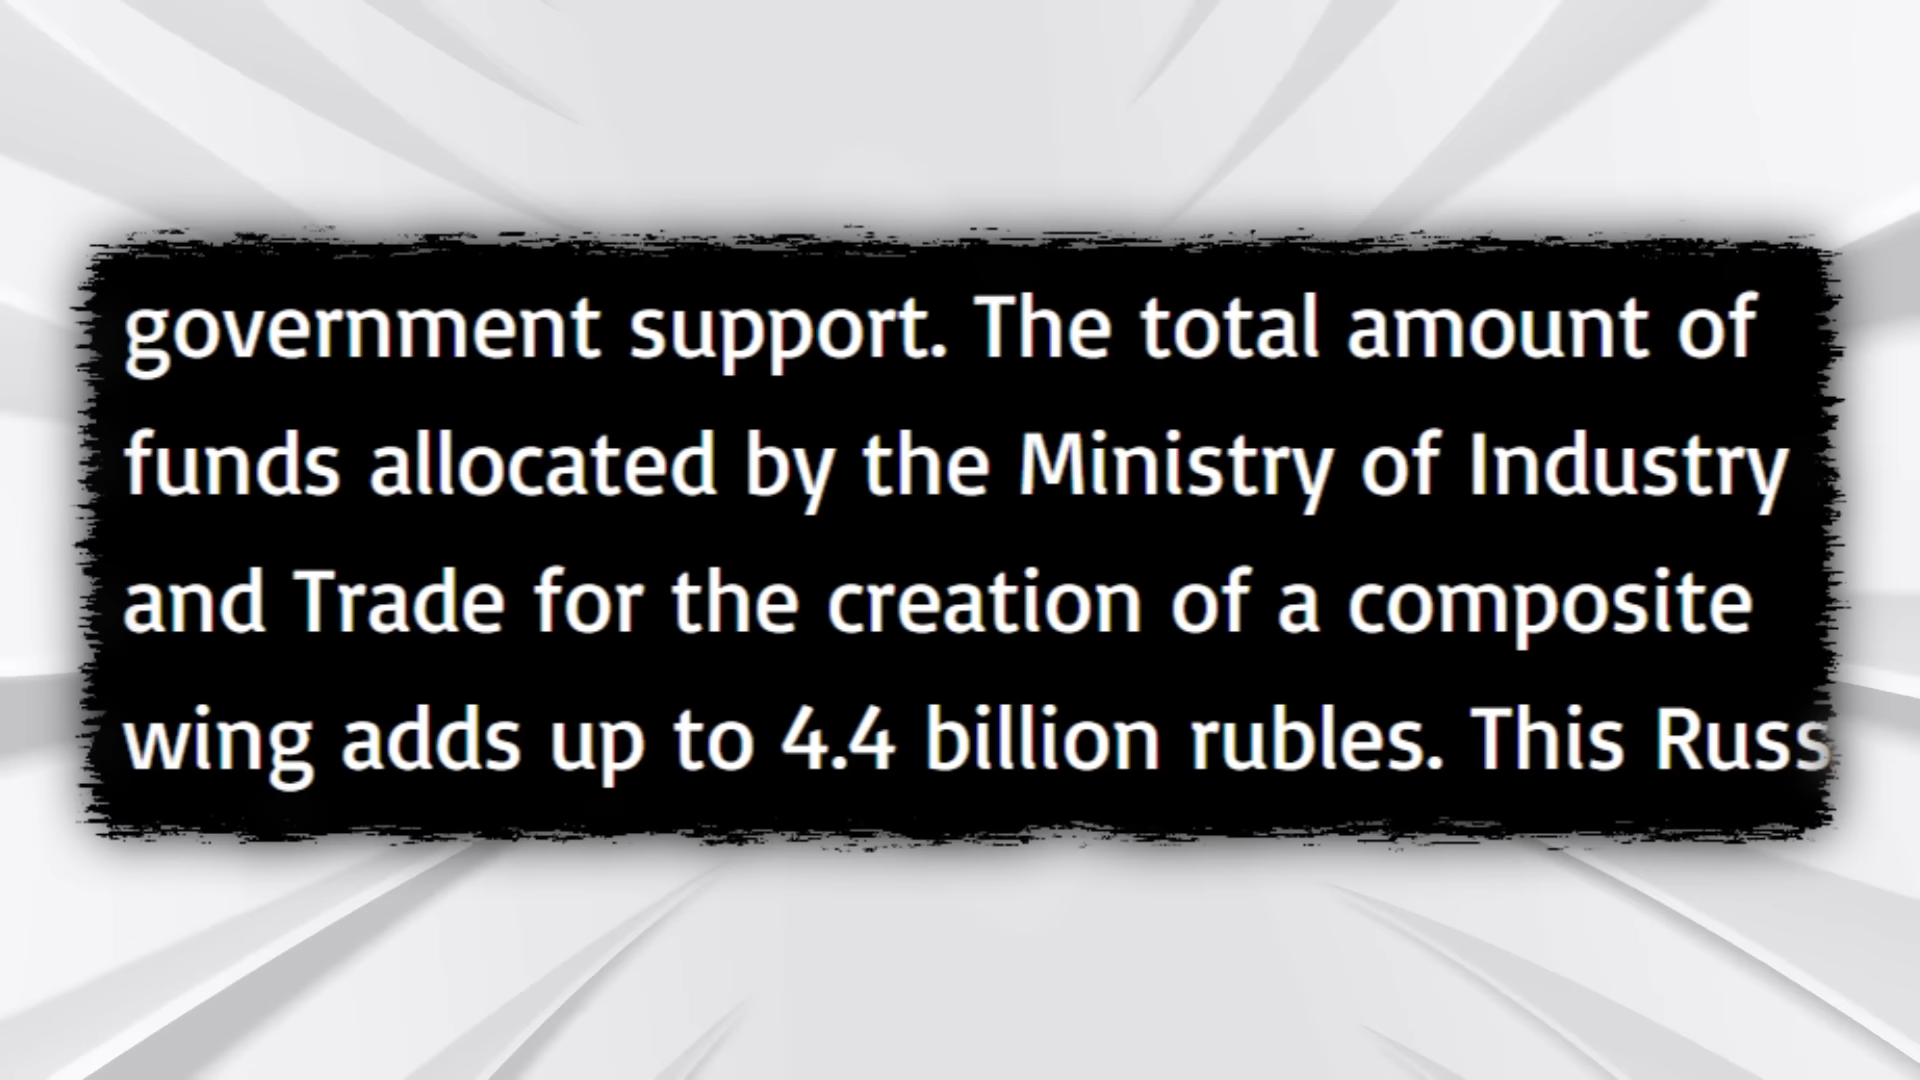 government support. The total amount of
funds allocated by the Ministry of Industry
and Trade for the creation of a composite
wing adds up to 4.4 billion rubles. This Russ